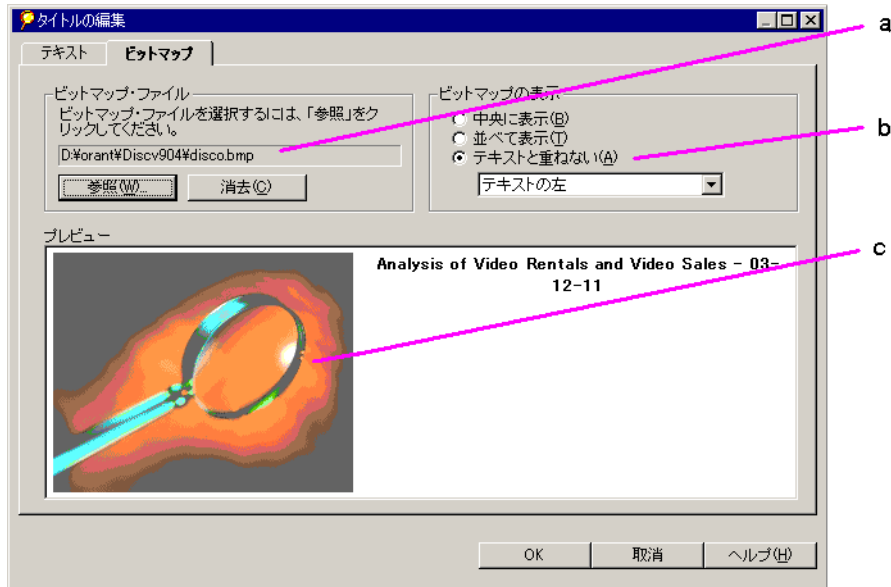 タイトルの編集
a
テキスト
ビットマップ
ビットマップ・ファイル
ビットマップ・ファイルを選択するには、「参照」をク
リックしてください。
D:¥orant¥Discv904¥disco.bmp
参照(W)...
消去(C)
ビットマップの表示
中央に表示(B)
並べて表示(T)
テキストと重ねない(A)
テキストの左
b
プレビュー
Analysis of Video Rentals and Video Sales - 03-
12-11
c
OK
取消
ヘルプ(H)